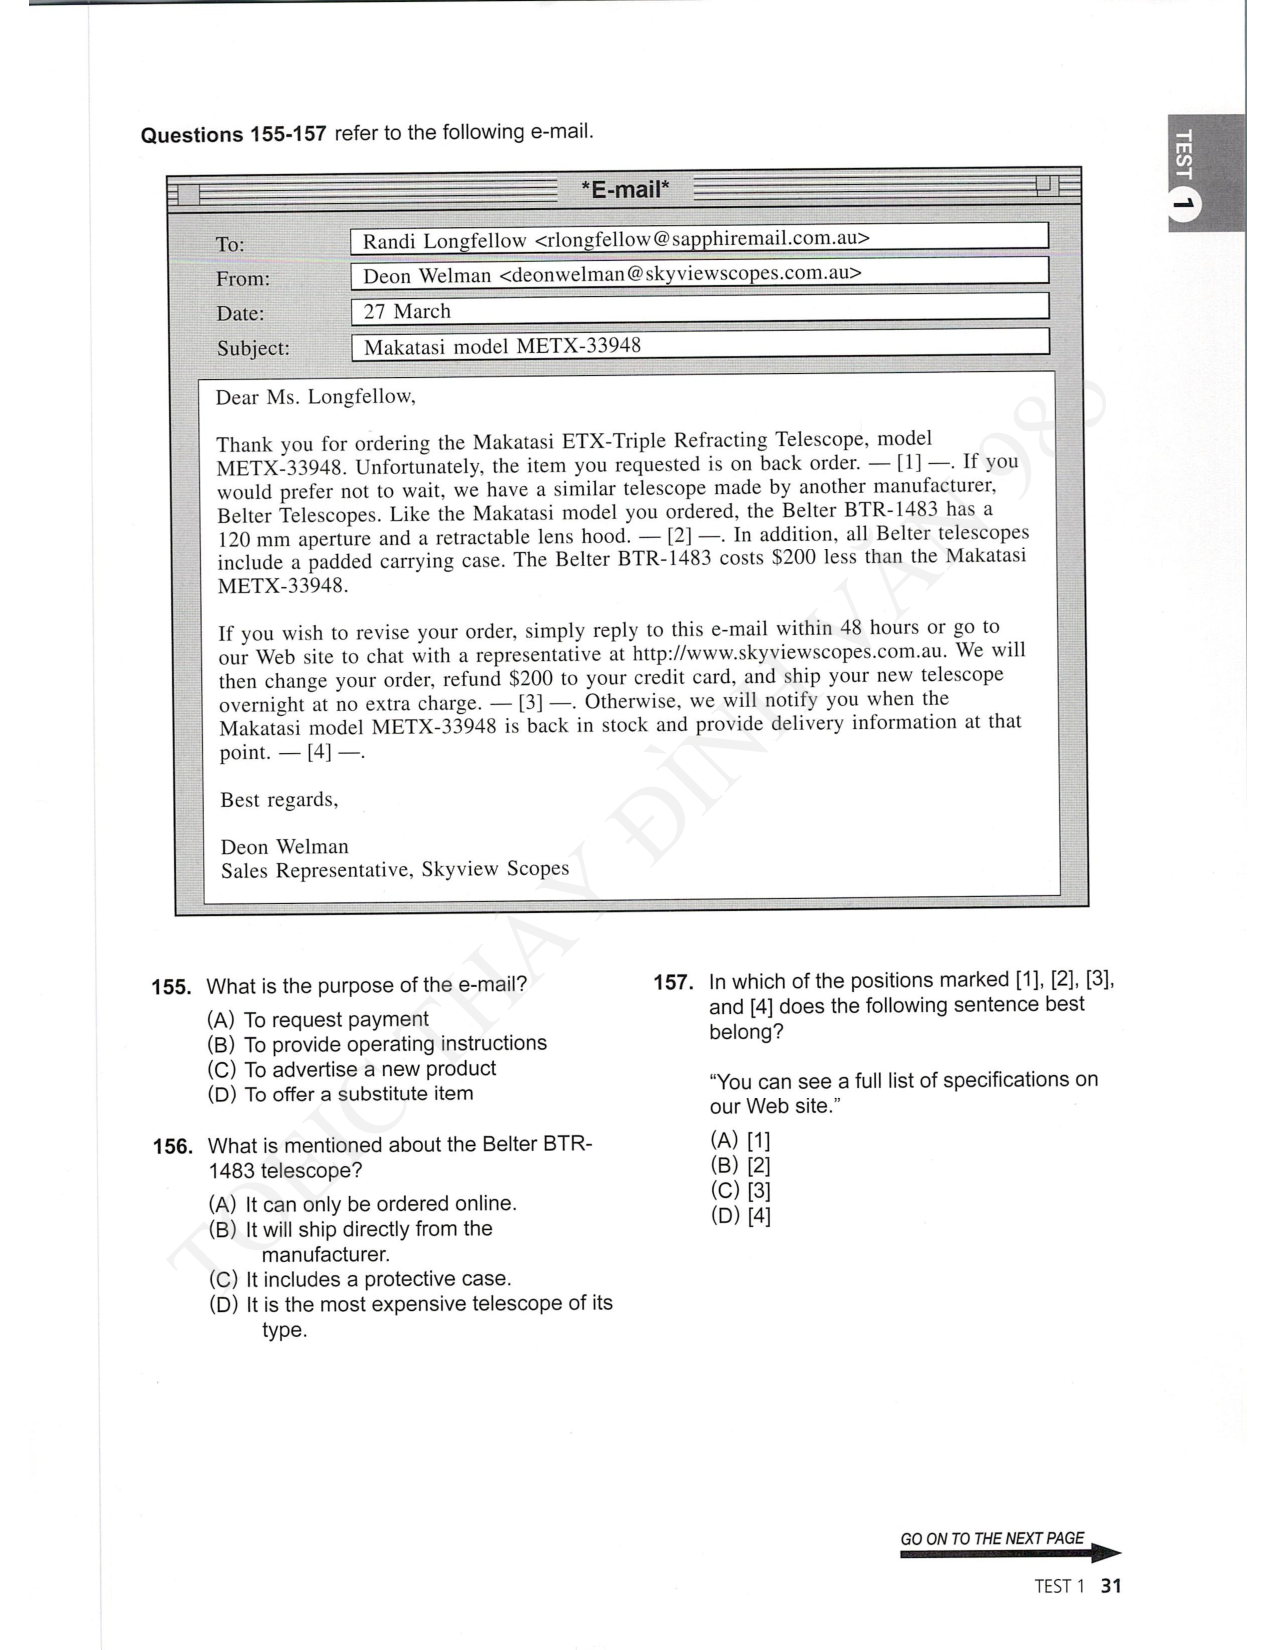 TEST 1
Questions 155-157 refer to the following e-mail.
*E-mail*
To: Randi Longfellow <rlongfellow@sapphiremail.com.au>
From: Deon Welman <deonwelman@skyviewscopes.com.au>
Date: 27 March
Subject: Makatasi model METX-33948
Dear Ms. Longfellow,
Thank you for ordering the Makatasi ETX-Triple Refracting Telescope, model
METX-33948. Unfortunately, the item you requested is on back order. — [1] —. If you
would prefer not to wait, we have a similar telescope made by another manufacturer,
Belter Telescopes. Like the Makatasi model you ordered, the Belter BTR-1483 has a
120 mm aperture and a retractable lens hood. — [2] —. In addition, all Belter telescopes
include a padded carrying case. The Belter BTR-1483 costs $200 less than the Makatasi
METX-33948.
If you wish to revise your order, simply reply to this e-mail within 48 hours or go to
our Web site to chat with a representative at http://www.skyviewscopes.com.au. We will
then change your order, refund $200 to your credit card, and ship your new telescope
overnight at no extra charge. — [3] —. Otherwise, we will notify you when the
Makatasi model METX-33948 is back in stock and provide delivery information at that
point. — [4] —.
Best regards,
Deon Welman
Sales Representative, Skyview Scopes
155. What is the purpose of the e-mail?
(A) To request payment
(B) To provide operating instructions
(C) To advertise a new product
(D) To offer a substitute item
156. What is mentioned about the Belter BTR-
1483 telescope?
(A) It can only be ordered online.
(B) It will ship directly from the
manufacturer.
(C) It includes a protective case.
(D) It is the most expensive telescope of its
type.
157. In which of the positions marked [1], [2], [3],
and [4] does the following sentence best
belong?
“You can see a full list of specifications on
our Web site.”
(A) [1]
(B) [2]
(C) [3]
(D) [4]
TOEIC THAY ĐÌNH VĂN 988
GO ON TO THE NEXT PAGE
TEST 1 31